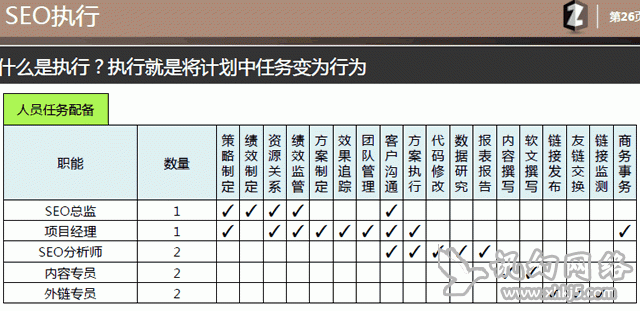 SEO执行
第26页
什么是执行？执行就是将计划中任务变为行为
人员任务配备
职能 数量 策略制定 绩效制定 资源关系 绩效监管 方案制定 效果追踪 团队管理 客户沟通 方案执行 代码修改 数据研究 报表报告 内容撰写 软文撰写 链接发布 友链交换 链接监测 商务事务
SEO总监 1
项目经理 1
SEO分析师 2
内容专员 2
外链专员 2